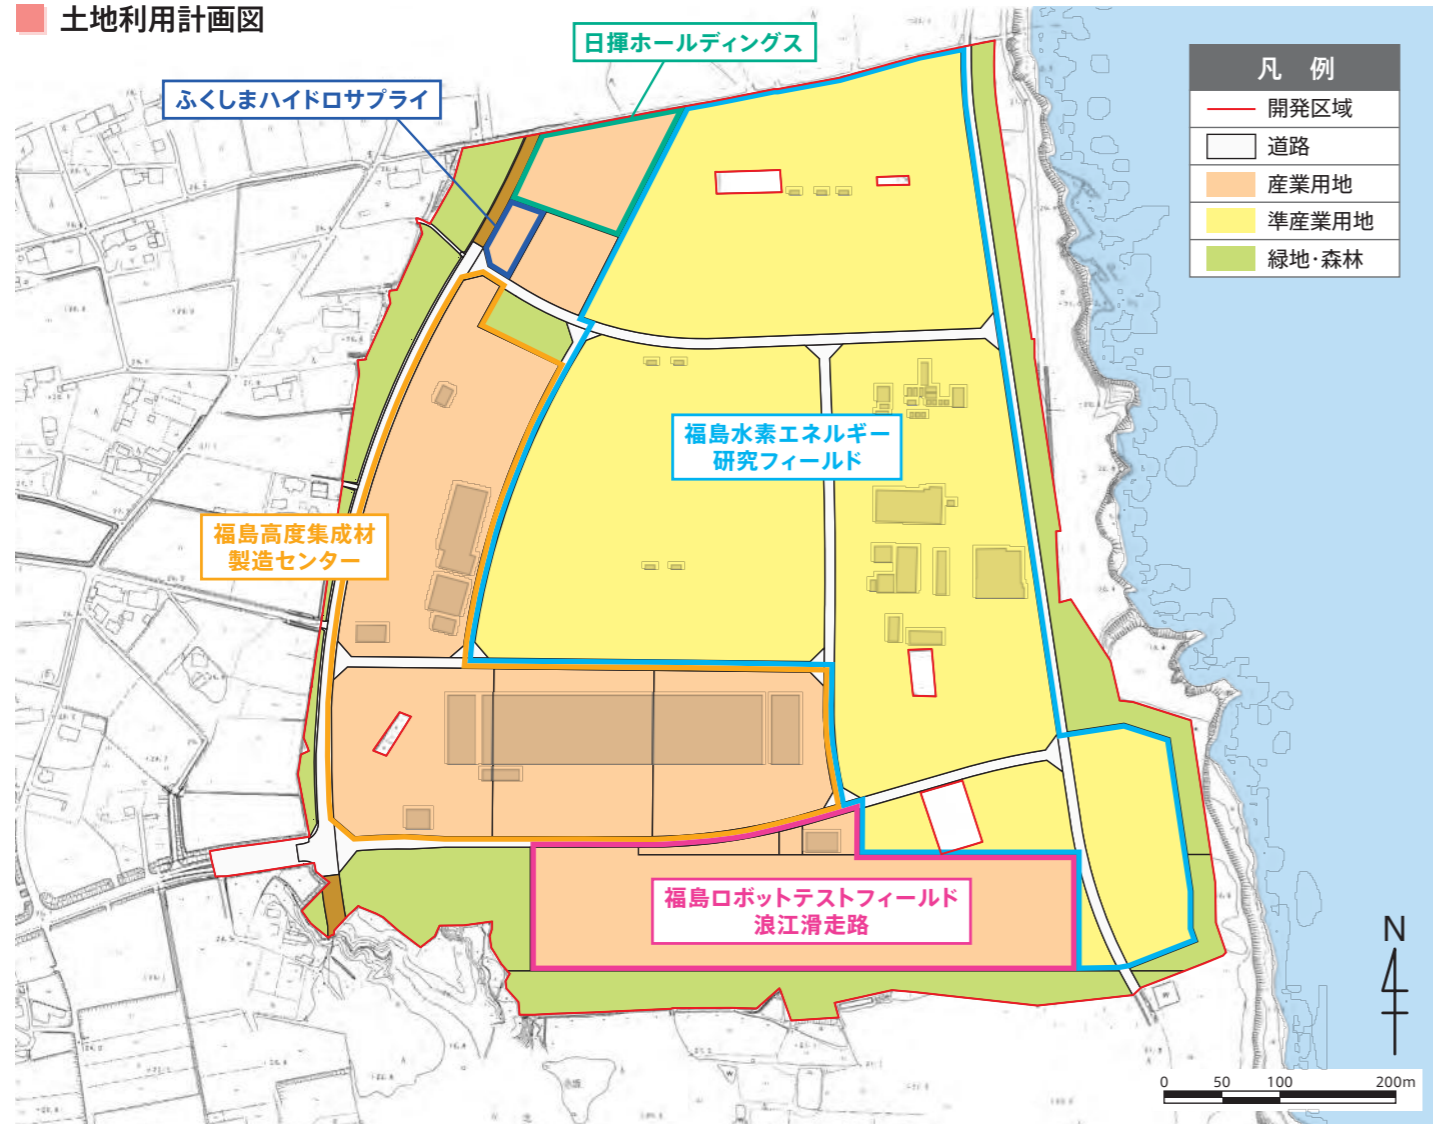 土地利用計画図
日揮ホールディングス
ふくしまハイドロサプライ
凡 例
開発区域
道路
産業用地
準産業用地
緑地・森林
福島水素エネルギー
研究フィールド
福島高度集成材
製造センター
福島ロボットテストフィールド
浪江滑走路
N
0 50 100 200m